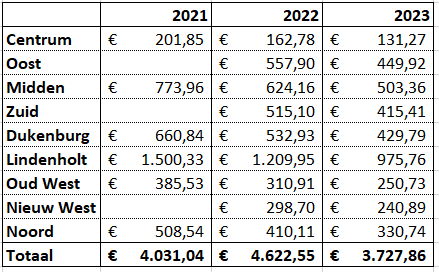 2021 2022 2023
Centrum € 201,85 € 162,78 € 131,27
Oost € 557,90 € 449,92
Midden € 773,96 € 624,16 € 503,36
Zuid € 515,10 € 415,41
Dukenburg € 660,84 € 532,93 € 429,79
Lindenholt € 1.500,33 € 1.209,95 € 975,76
Oud West € 385,53 € 310,91 € 250,73
Nieuw West € 298,70 € 240,89
Noord € 508,54 € 410,11 € 330,74
Totaal € 4.031,04 € 4.622,55 € 3.727,86